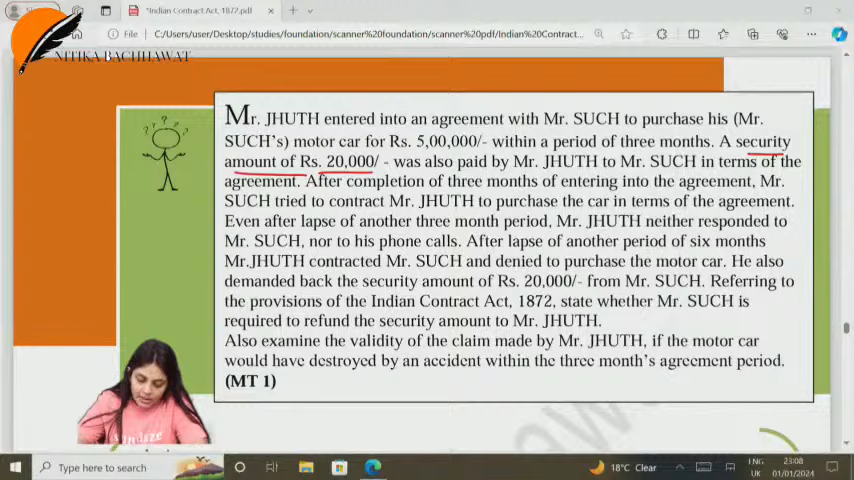 "Indian Contract Act, 1872.pdf
File
C:/Users/user/Desktop/studies/foundation/scanner%20foundation/scanner%20pdf/Indian%20Contract...
NITIKA BACHHAWAT
Mr. JHUTH entered into an agreement with Mr. SUCH to purchase his (Mr.
SUCH's) motor car for Rs. 5,00,000/- within a period of three months. A security
amount of Rs. 20,000/ - was also paid by Mr. JHUTH to Mr. SUCH in terms of the
agreement. After completion of three months of entering into the agreement, Mr.
SUCH tried to contract Mr. JHUTH to purchase the car in terms of the agreement.
Even after lapse of another three month period, Mr. JHUTH neither responded to
Mr. SUCH, nor to his phone calls. After lapse of another period of six months
Mr.JHUTH contracted Mr. SUCH and denied to purchase the motor car. He also
demanded back the security amount of Rs. 20,000/- from Mr. SUCH. Referring to
the provisions of the Indian Contract Act, 1872, state whether Mr. SUCH is
required to refund the security amount to Mr. JHUTH.
Also examine the validity of the claim made by Mr. JHUTH, if the motor car
would have destroyed by an accident within the three month's agreement period.
(MT 1)
Type here to search
18°C Clear
ENG
UK
23:08
01/01/2024